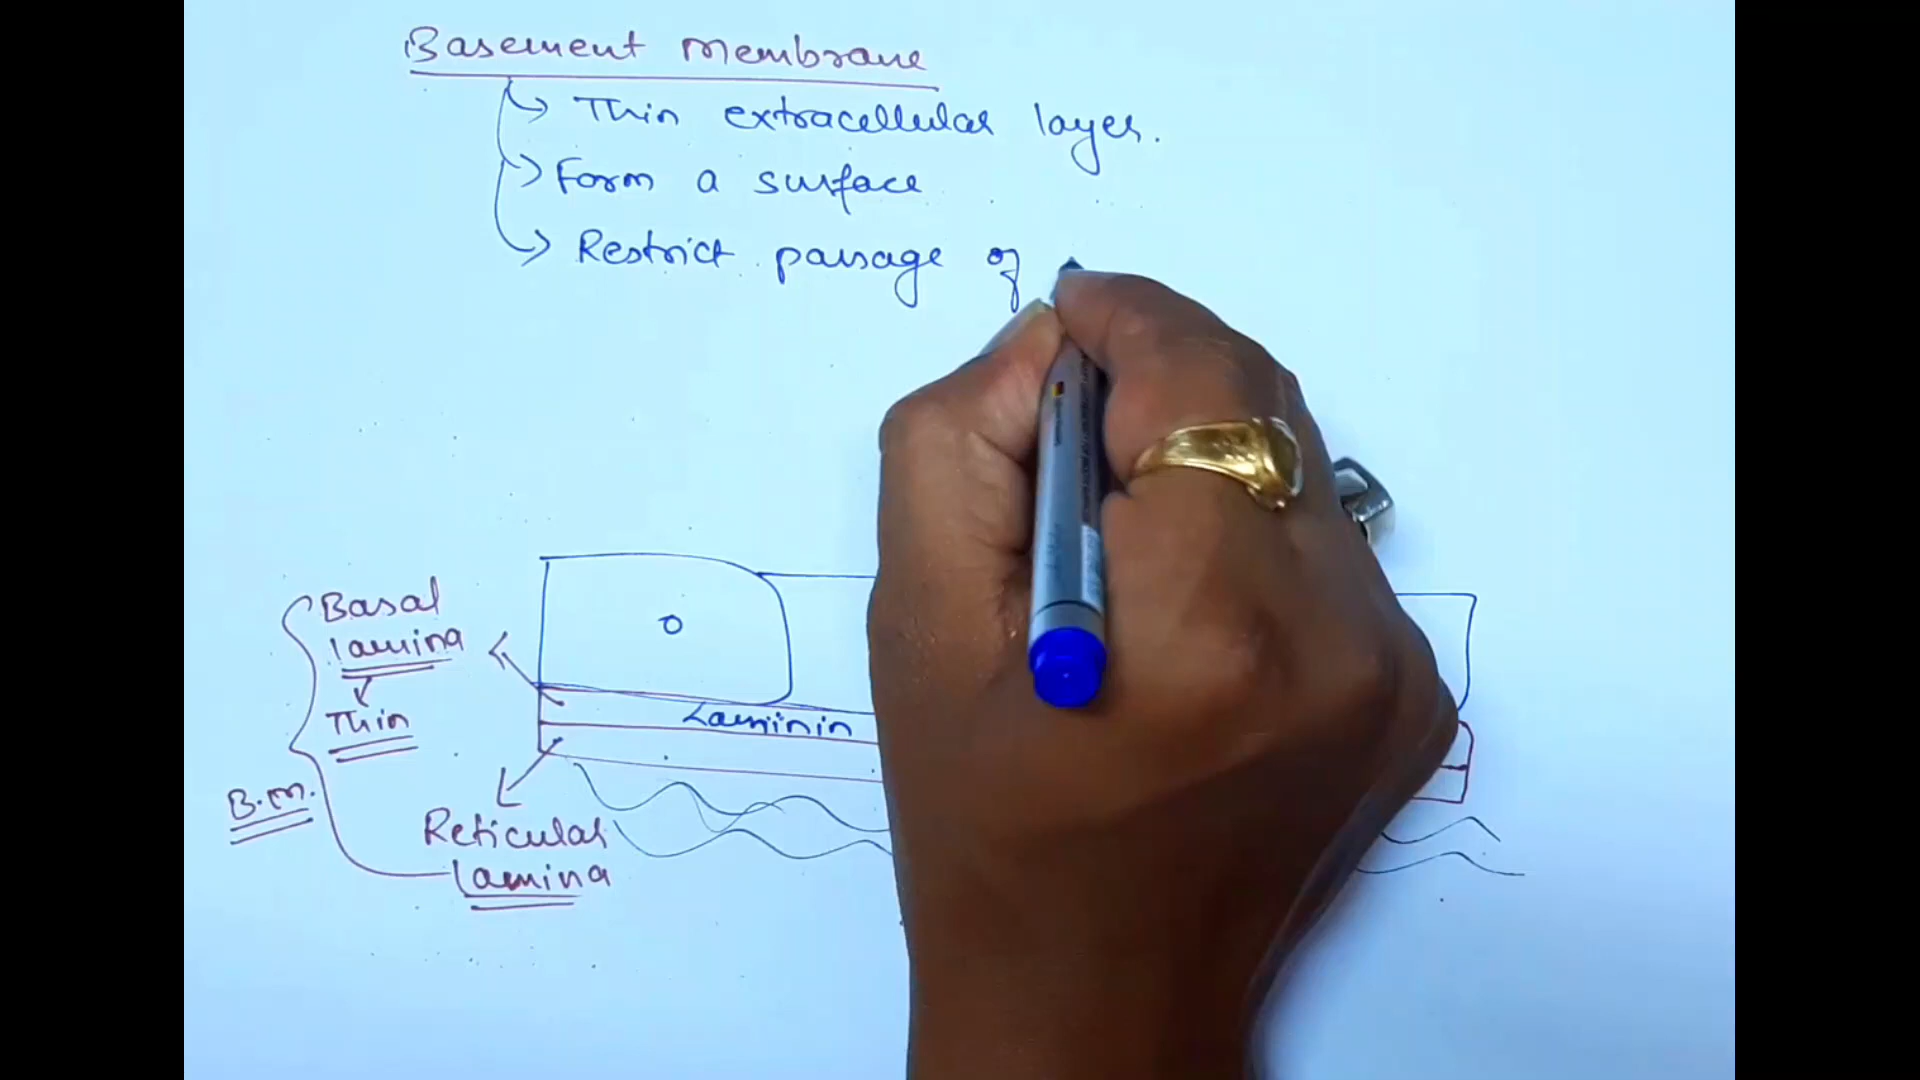 Basement Membrane
Thin extracellular layer.
Form a surface
Restrict passage of
Basal
lamina
Thin
B.M.
Laminin
Reticular
lamina